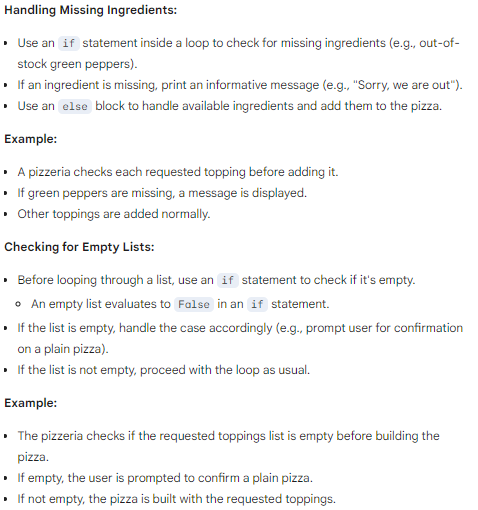 Handling Missing Ingredients:
• Use an if statement inside a loop to check for missing ingredients (e.g., out-of-
stock green peppers).
• If an ingredient is missing, print an informative message (e.g., "Sorry, we are out").
• Use an else block to handle available ingredients and add them to the pizza.
Example:
• A pizzeria checks each requested topping before adding it.
• If green peppers are missing, a message is displayed.
• Other toppings are added normally.
Checking for Empty Lists:
• Before looping through a list, use an if statement to check if it's empty.
○ An empty list evaluates to False in an if statement.
• If the list is empty, handle the case accordingly (e.g., prompt user for confirmation
on a plain pizza).
• If the list is not empty, proceed with the loop as usual.
Example:
• The pizzeria checks if the requested toppings list is empty before building the
pizza.
• If empty, the user is prompted to confirm a plain pizza.
• If not empty, the pizza is built with the requested toppings.